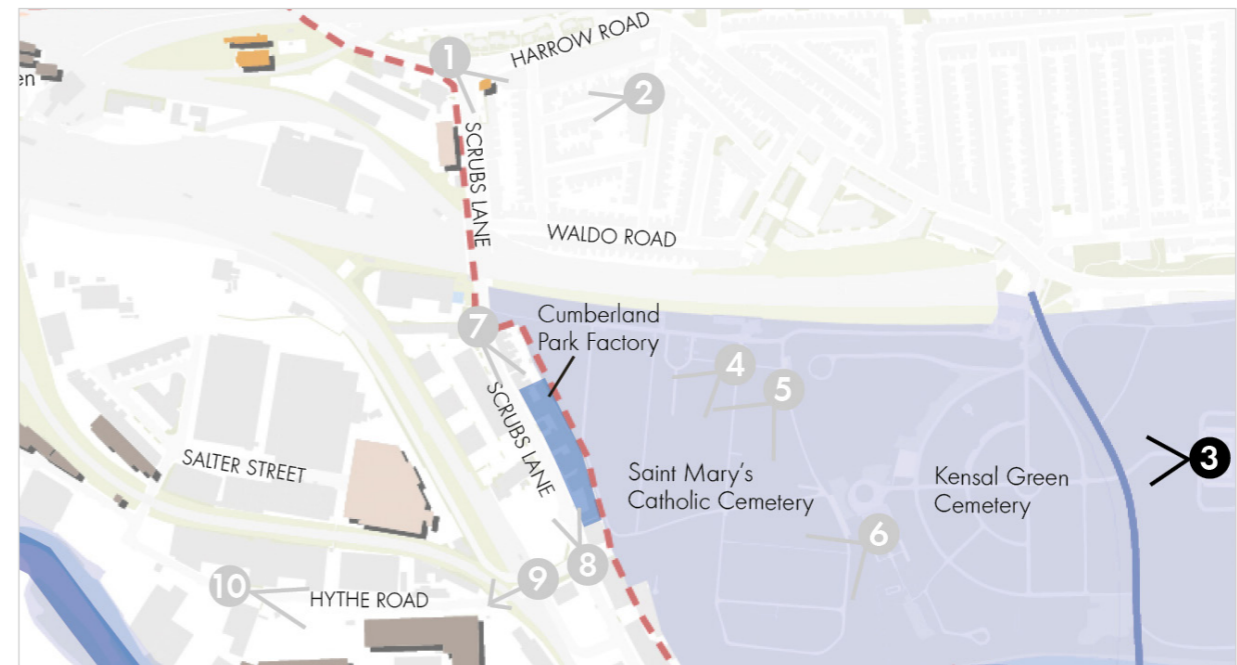 HARROW ROAD
en
1
2
SCRUBS LANE
WALDO ROAD
7
Cumberland
Park Factory
4
5
SCRUBS LANE
3
SALTER STREET
Saint Mary's
Catholic Cemetery
Kensal Green
Cemetery
6
8
9
10
HYTHE ROAD